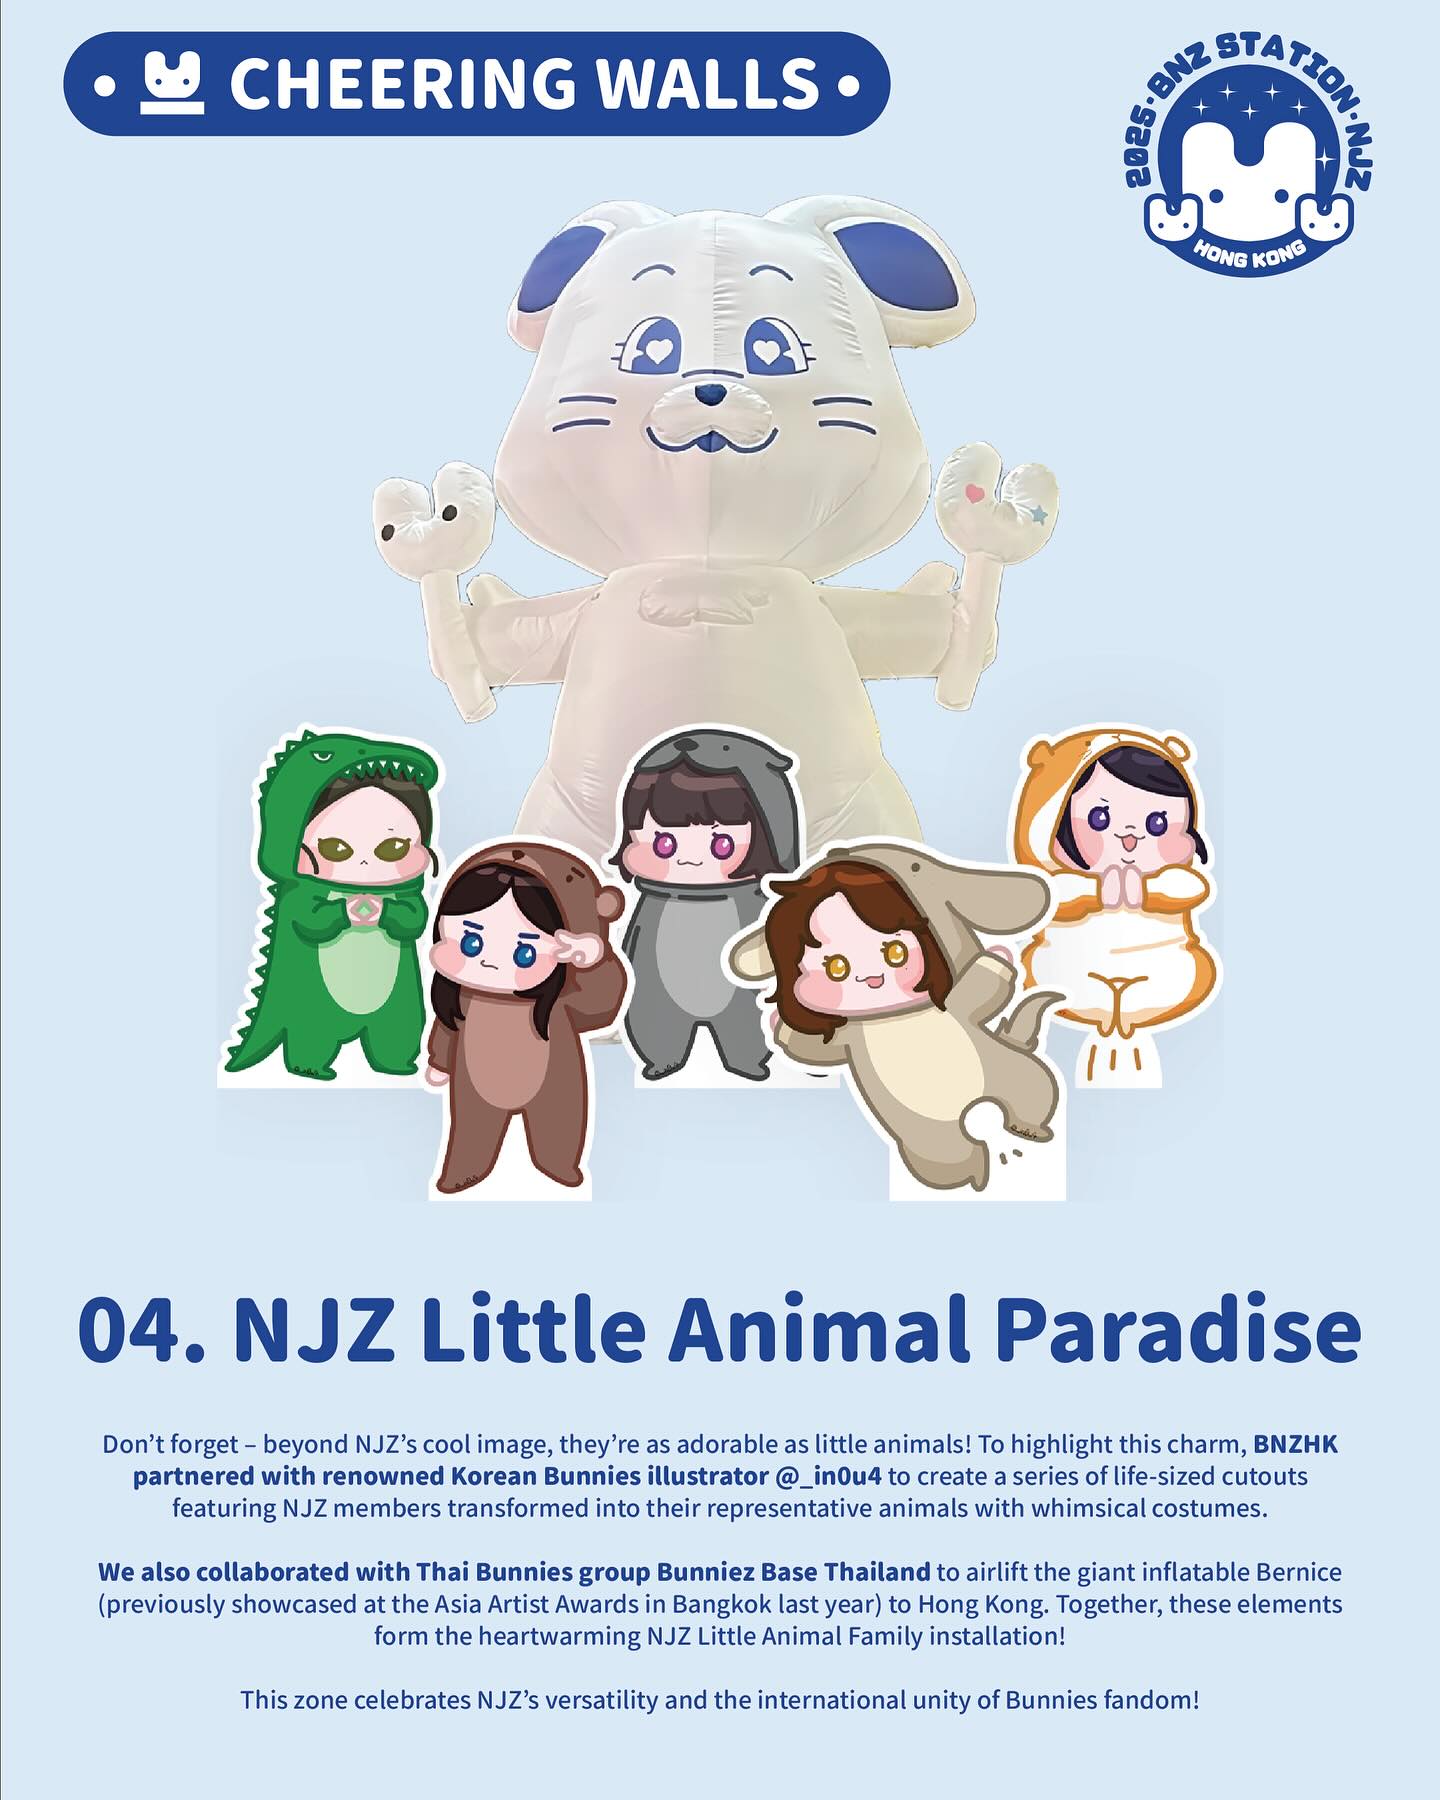 • CHEERING WALLS •
2025·BNZ STATION·NJZ
HONG KONG
04. NJZ Little Animal Paradise
Don’t forget – beyond NJZ’s cool image, they’re as adorable as little animals! To highlight this charm, BNZHK
partnered with renowned Korean Bunnies illustrator @_in0u4 to create a series of life-sized cutouts
featuring NJZ members transformed into their representative animals with whimsical costumes.
We also collaborated with Thai Bunnies group Bunniez Base Thailand to airlift the giant inflatable Bernice
(previously showcased at the Asia Artist Awards in Bangkok last year) to Hong Kong. Together, these elements
form the heartwarming NJZ Little Animal Family installation!
This zone celebrates NJZ’s versatility and the international unity of Bunnies fandom!